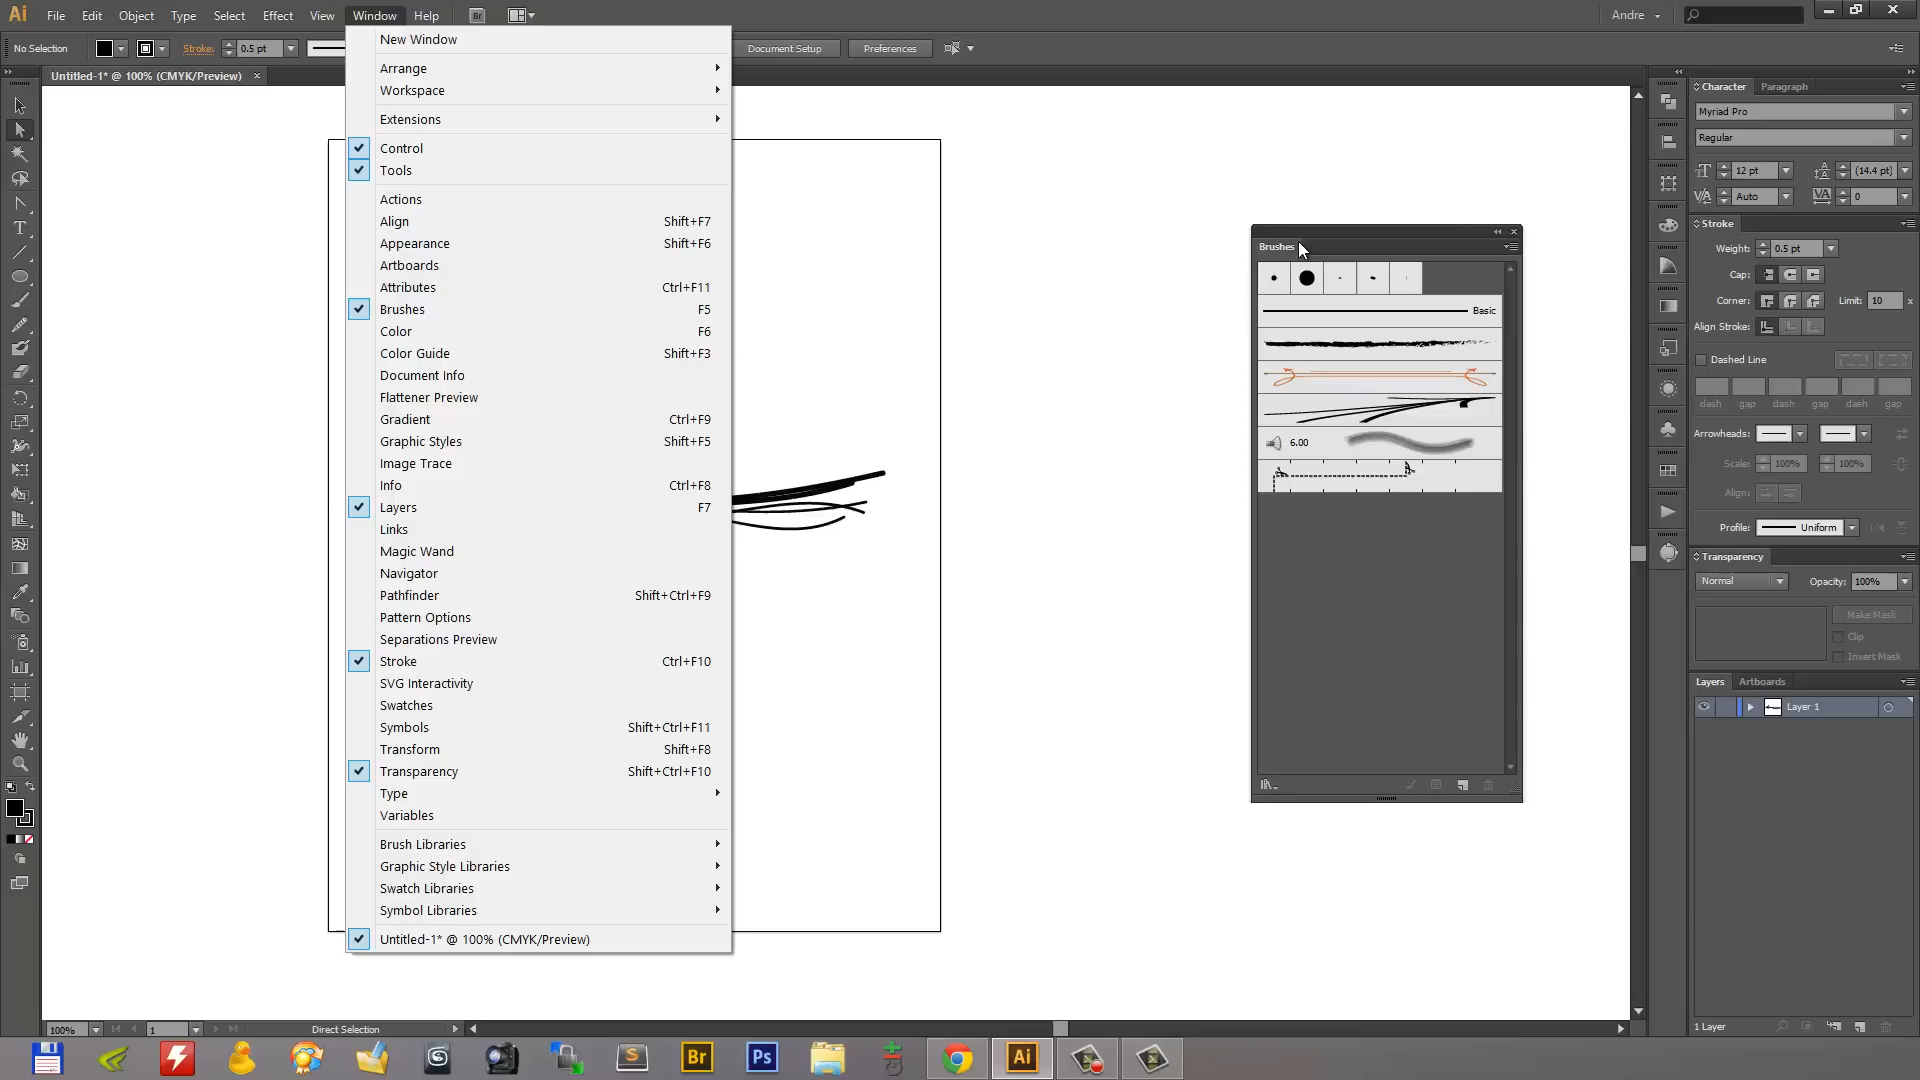 Ai File Edit Object Type Select Effect View Window Help Br Andre
No Selection Stroke: 0.5 pt Document Setup Preferences
Untitled-1* @ 100% (CMYK/Preview) ×
New Window
Arrange
Workspace
Extensions
Control
Tools
Actions
Align Shift+F7
Appearance Shift+F6
Artboards
Attributes Ctrl+F11
Brushes F5
Color F6
Color Guide Shift+F3
Document Info
Flattener Preview
Gradient Ctrl+F9
Graphic Styles Shift+F5
Image Trace
Info Ctrl+F8
Layers F7
Links
Magic Wand
Navigator
Pathfinder Shift+Ctrl+F9
Pattern Options
Separations Preview
Stroke Ctrl+F10
SVG Interactivity
Swatches
Symbols Shift+Ctrl+F11
Transform Shift+F8
Transparency Shift+Ctrl+F10
Type
Variables
Brush Libraries
Graphic Style Libraries
Swatch Libraries
Symbol Libraries
Untitled-1* @ 100% (CMYK/Preview)
Brushes
Basic
6.00
Character Paragraph
Myriad Pro
Regular
12 pt (14.4 pt)
Auto 0
Stroke
Weight: 0.5 pt
Cap:
Corner: Limit: 10 x
Align Stroke:
Dashed Line
dash gap dash gap dash gap
Arrowheads:
Scale: 100% 100%
Align:
Profile: Uniform
Transparency
Normal Opacity: 100%
Make Mask
Clip
Invert Mask
Layers Artboards
Layer 1
1 Layer
100% 1 Direct Selection
S Br Ps Ai